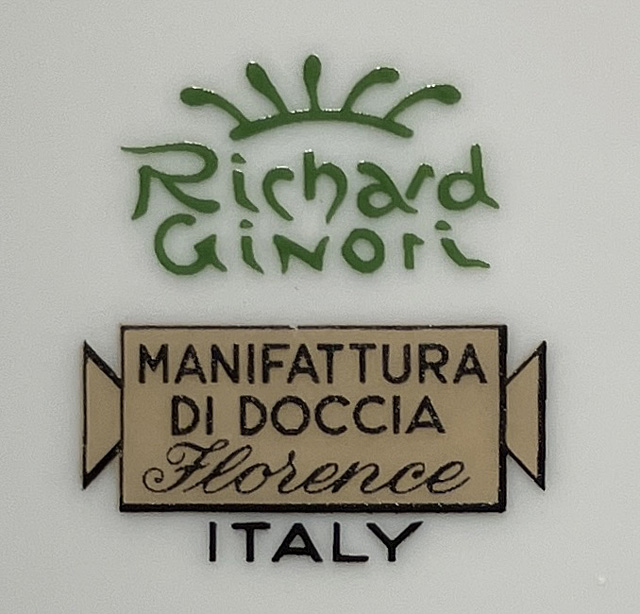 Richard
Ginori
MANIFATTURA
DI DOCCIA
Florence
ITALY